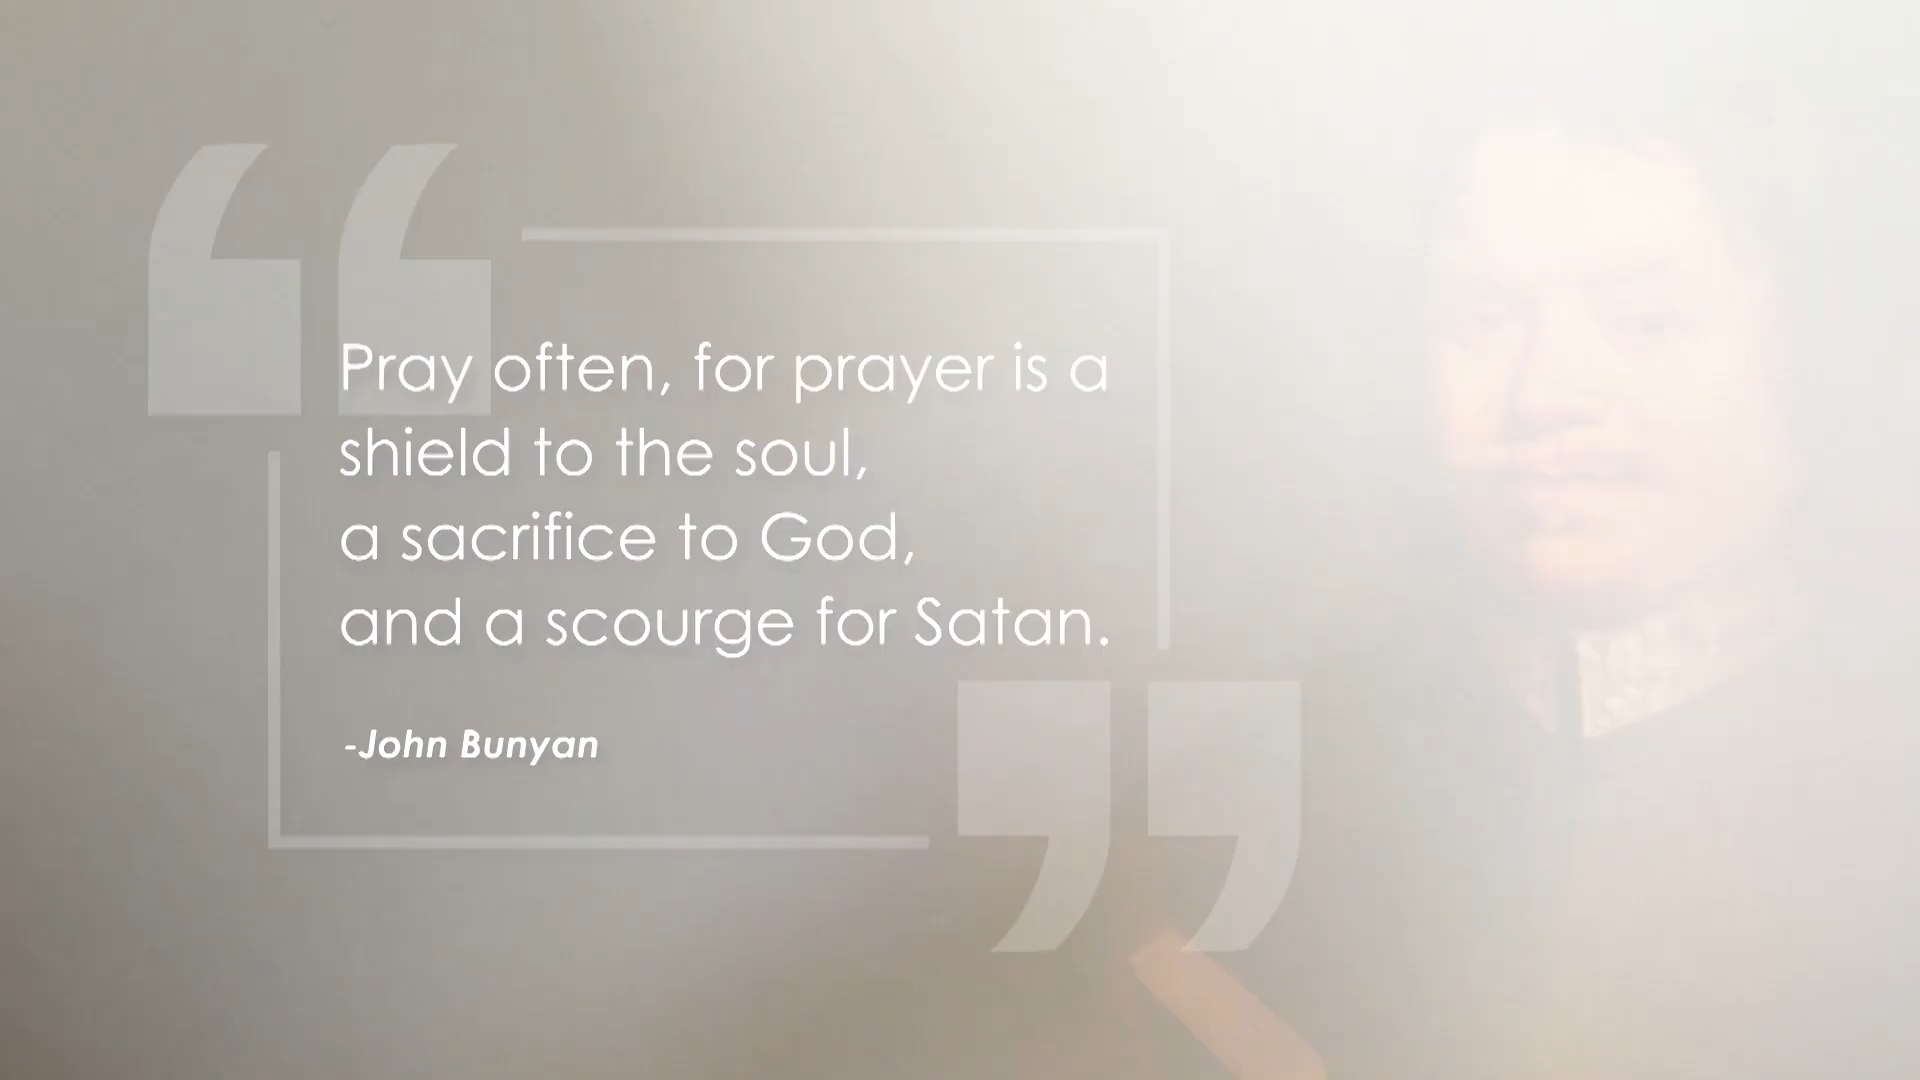 Pray often, for prayer is a
shield to the soul,
a sacrifice to God,
and a scourge for Satan.
-John Bunyan